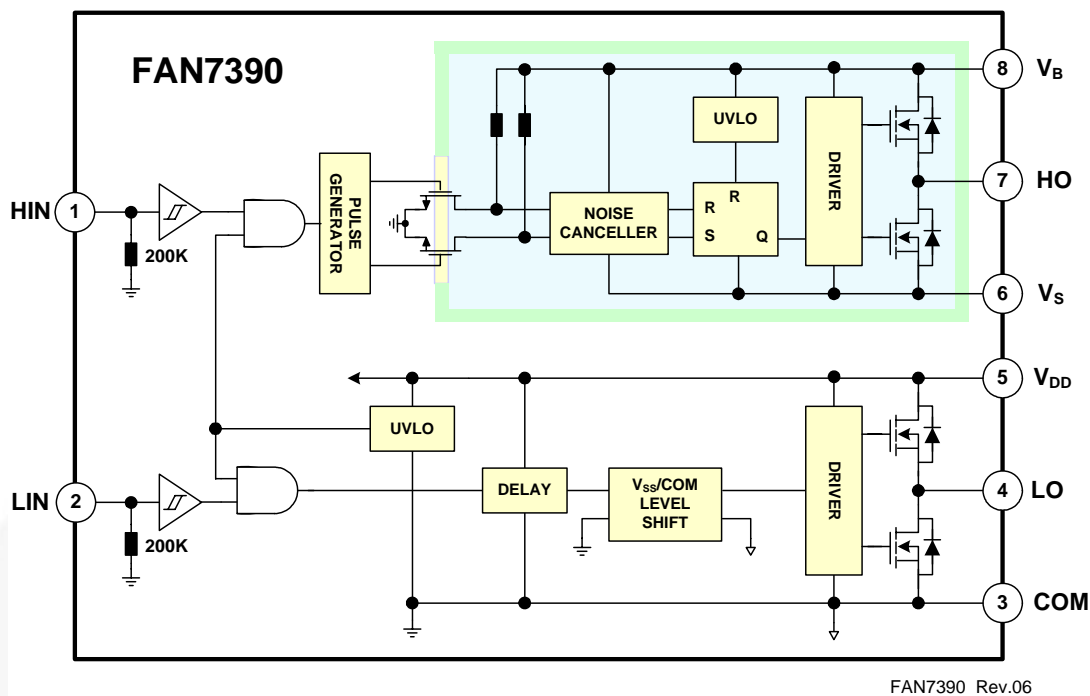 FAN7390
8 V_B
UVLO
DRIVER
7 HO
HIN 1
PULSE GENERATOR
NOISE CANCELLER
R
R
S Q
200K
6 V_S
5 V_DD
UVLO
LIN 2
DELAY
V_SS/COM
LEVEL
SHIFT
DRIVER
4 LO
200K
3 COM
FAN7390 Rev.06